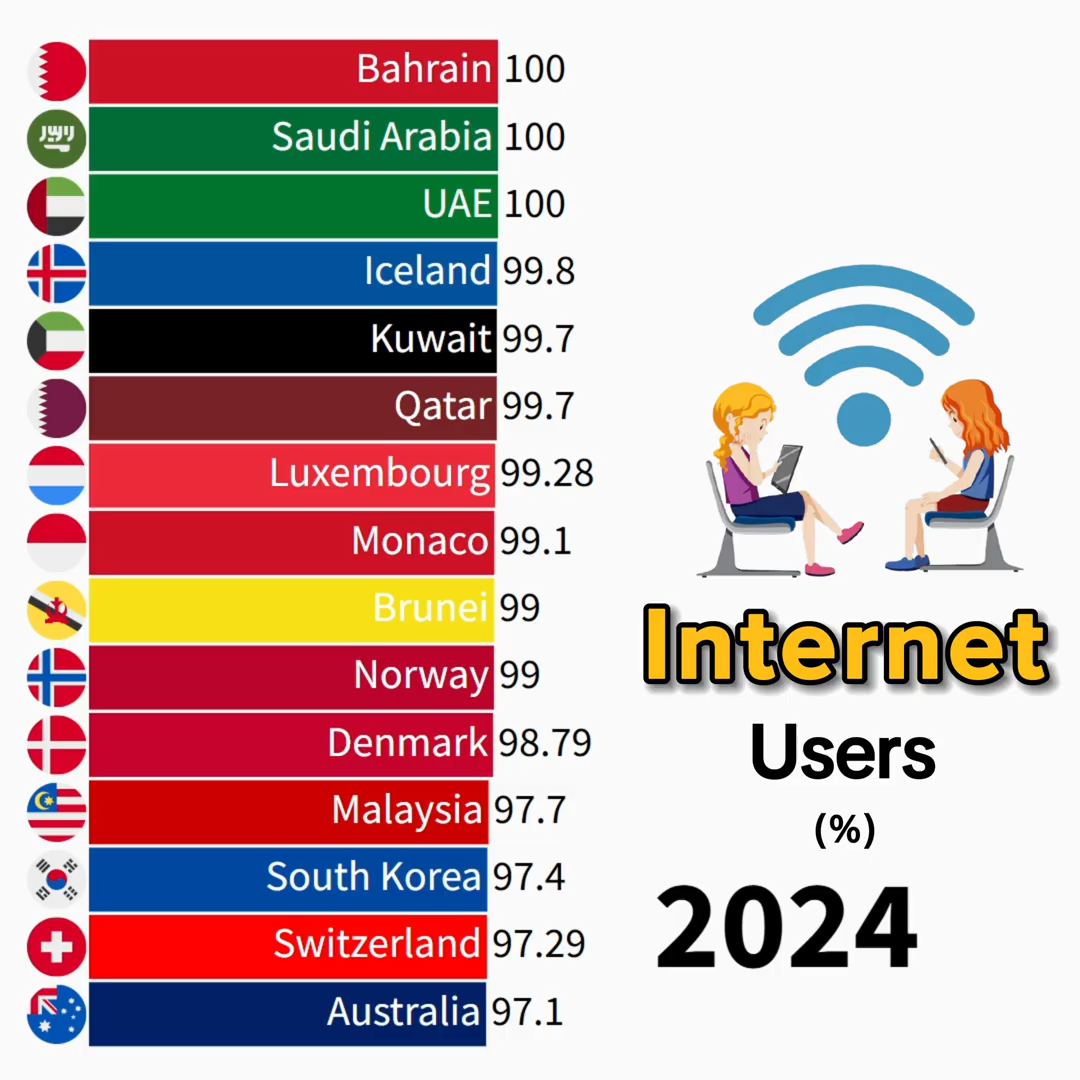 Bahrain 100
Saudi Arabia 100
UAE 100
Iceland 99.8
Kuwait 99.7
Qatar 99.7
Luxembourg 99.28
Monaco 99.1
Brunei 99
Norway 99
Denmark 98.79
Malaysia 97.7
South Korea 97.4
Switzerland 97.29
Australia 97.1
Internet
Users
(%)
2024